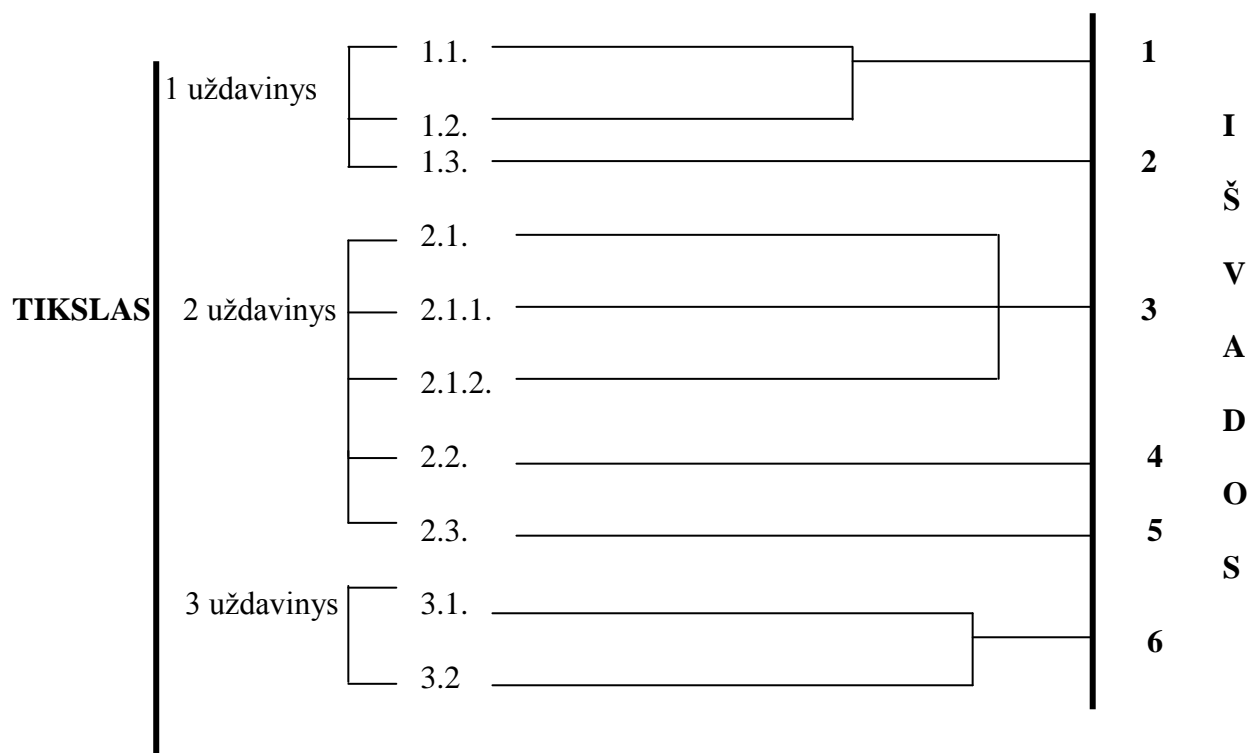 TIKSLAS
1 uždavinys
1.1.
1.2.
1.3.
2 uždavinys
2.1.
2.1.1.
2.1.2.
2.2.
2.3.
3 uždavinys
3.1.
3.2
1
2
3
4
5
6
I
Š
V
A
D
O
S